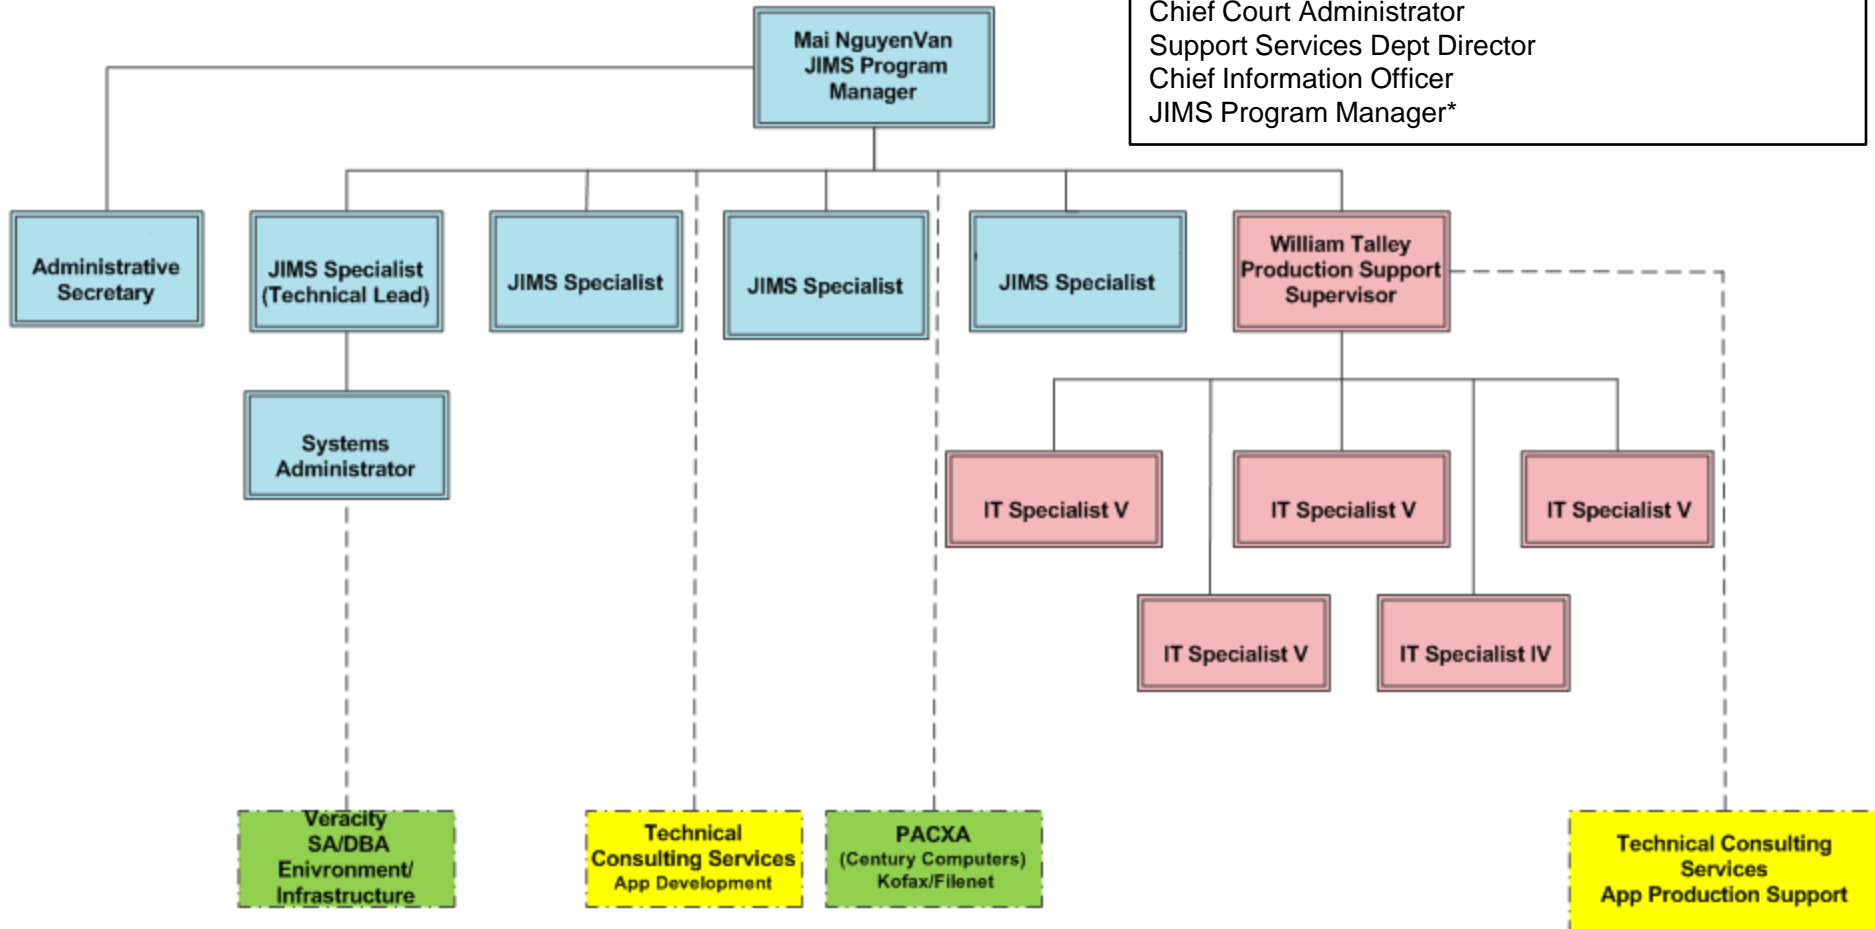 Mai NguyenVan
JIMS Program
Manager
Chief Court Administrator
Support Services Dept Director
Chief Information Officer
JIMS Program Manager*
Administrative
Secretary
JIMS Specialist
(Technical Lead)
JIMS Specialist
JIMS Specialist
JIMS Specialist
William Talley
Production Support
Supervisor
Systems
Administrator
IT Specialist V
IT Specialist V
IT Specialist V
IT Specialist V
IT Specialist IV
Veracity
SA/DBA
Enivronment/
Infrastructure
Technical
Consulting Services
App Development
PACXA
(Century Computers)
Kofax/Filenet
Technical Consulting
Services
App Production Support